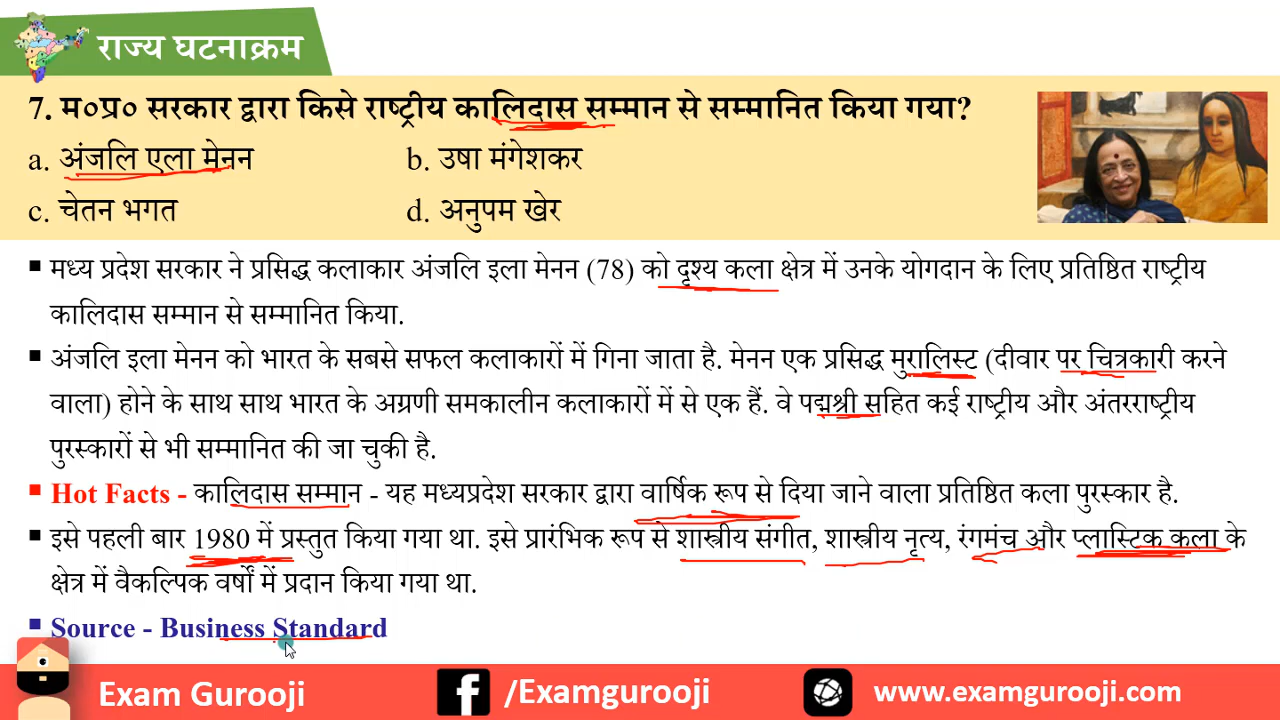 राज्य घटनाक्रम
7. म०प्र० सरकार द्वारा किसे राष्ट्रीय कालिदास सम्मान से सम्मानित किया गया?
a. अंजलि एला मेनन b. उषा मंगेशकर
c. चेतन भगत d. अनुपम खेर
▪ मध्य प्रदेश सरकार ने प्रसिद्ध कलाकार अंजलि इला मेनन (78) को दृश्य कला क्षेत्र में उनके योगदान के लिए प्रतिष्ठित राष्ट्रीय
कालिदास सम्मान से सम्मानित किया.
▪ अंजलि इला मेनन को भारत के सबसे सफल कलाकारों में गिना जाता है. मेनन एक प्रसिद्ध मुरालिस्ट (दीवार पर चित्रकारी करने
वाला) होने के साथ साथ भारत के अग्रणी समकालीन कलाकारों में से एक हैं. वे पद्मश्री सहित कई राष्ट्रीय और अंतरराष्ट्रीय
पुरस्कारों से भी सम्मानित की जा चुकी है.
▪ Hot Facts - कालिदास सम्मान - यह मध्यप्रदेश सरकार द्वारा वार्षिक रूप से दिया जाने वाला प्रतिष्ठित कला पुरस्कार है.
▪ इसे पहली बार 1980 में प्रस्तुत किया गया था. इसे प्रारंभिक रूप से शास्त्रीय संगीत, शास्त्रीय नृत्य, रंगमंच और प्लास्टिक कला के
क्षेत्र में वैकल्पिक वर्षों में प्रदान किया गया था.
▪ Source - Business Standard
Exam Gurooji /Examgurooji www.examgurooji.com